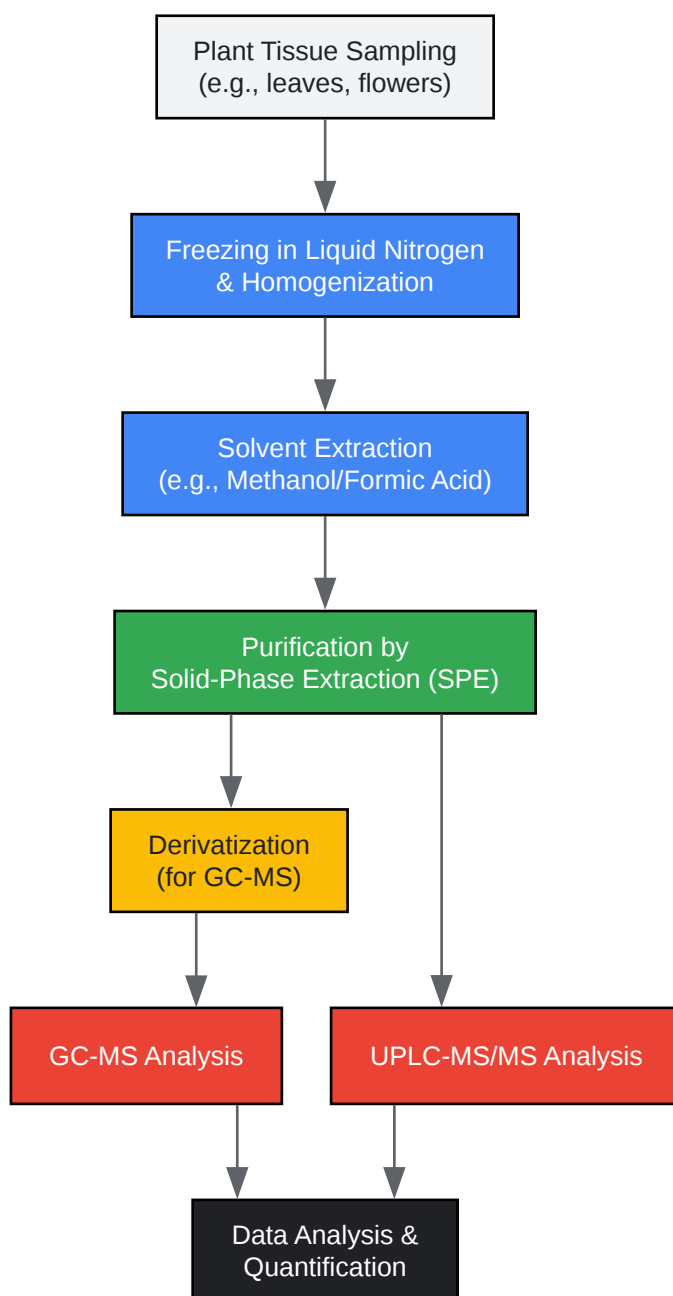 Plant Tissue Sampling
(e.g., leaves, flowers)
Freezing in Liquid Nitrogen
& Homogenization
Solvent Extraction
(e.g., Methanol/Formic Acid)
Purification by
Solid-Phase Extraction (SPE)
Derivatization
(for GC-MS)
GC-MS Analysis
UPLC-MS/MS Analysis
Data Analysis &
Quantification